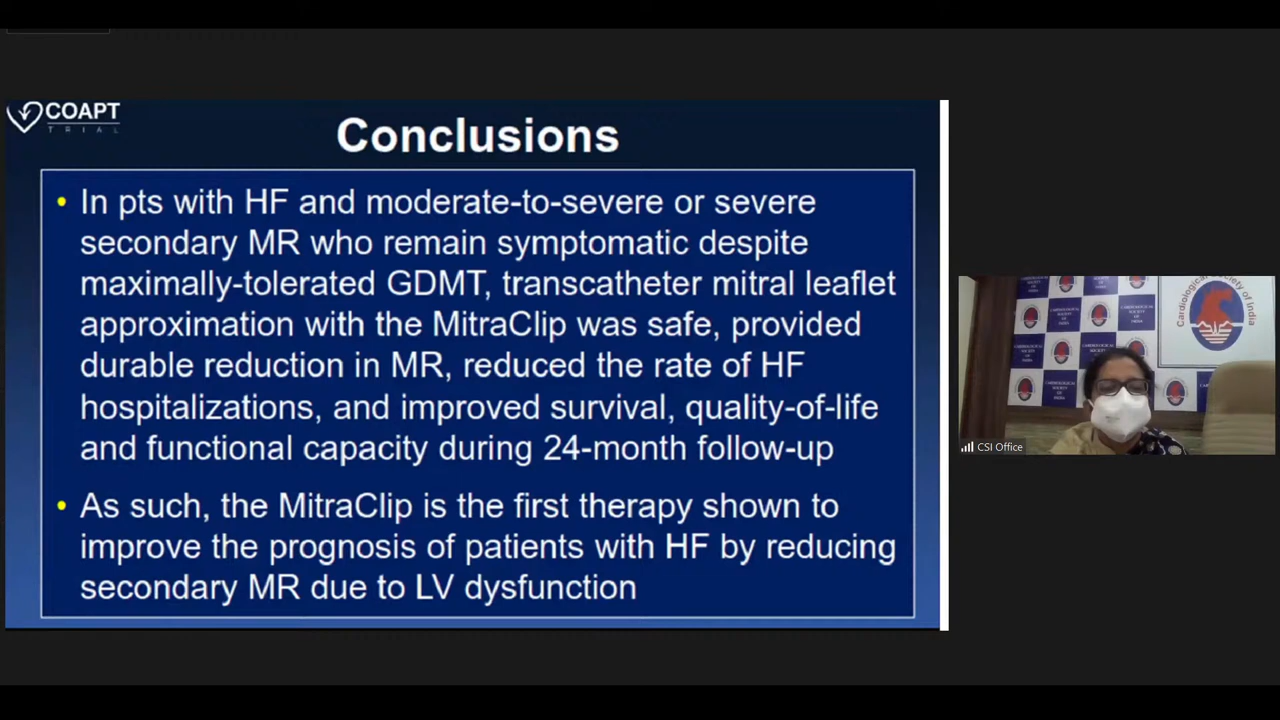 COAPT
TRIAL
Conclusions
• In pts with HF and moderate-to-severe or severe
secondary MR who remain symptomatic despite
maximally-tolerated GDMT, transcatheter mitral leaflet
approximation with the MitraClip was safe, provided
durable reduction in MR, reduced the rate of HF
hospitalizations, and improved survival, quality-of-life
and functional capacity during 24-month follow-up
• As such, the MitraClip is the first therapy shown to
improve the prognosis of patients with HF by reducing
secondary MR due to LV dysfunction
Cardiological Society of India
CARDIOLOGICAL
SOCIETY
OF
INDIA
CSI Office